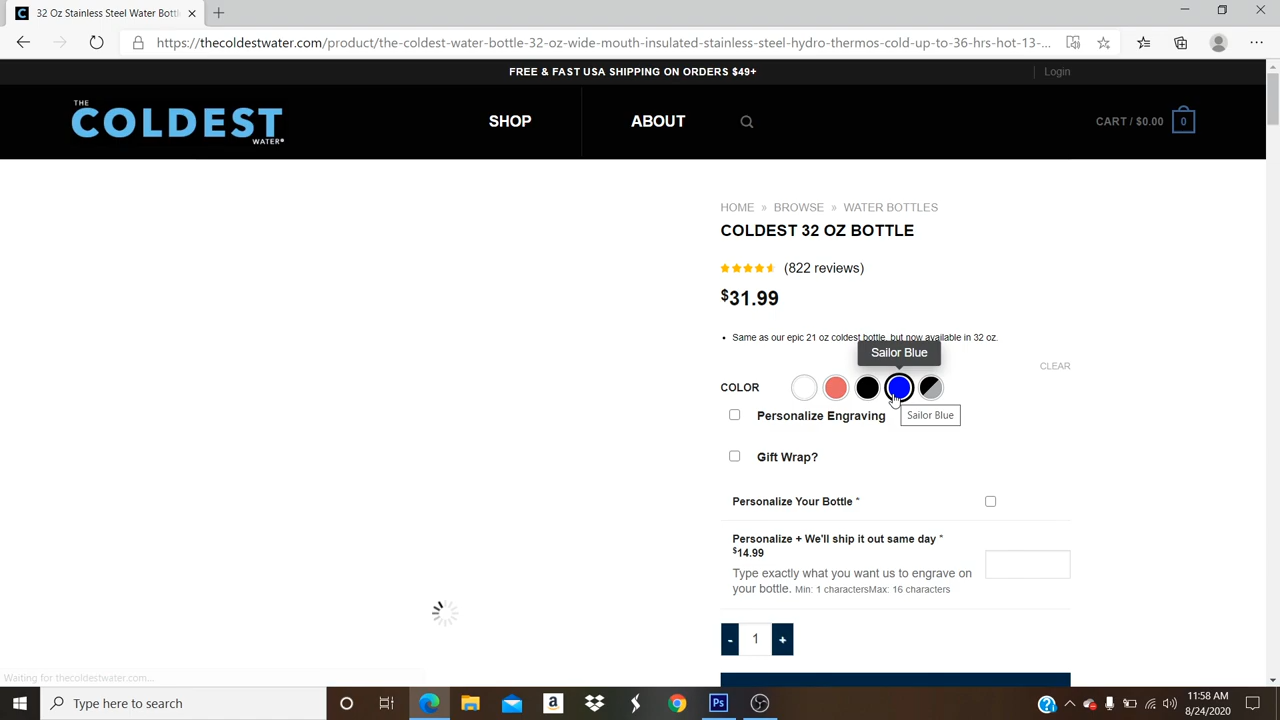 32 Oz Stainless Steel Water Bottl
https://thecoldestwater.com/product/the-coldest-water-bottle-32-oz-wide-mouth-insulated-stainless-steel-hydro-thermos-cold-up-to-36-hrs-hot-13-...
FREE & FAST USA SHIPPING ON ORDERS $49+
Login
THE
COLDEST
WATER®
SHOP
ABOUT
CART / $0.00
0
HOME » BROWSE » WATER BOTTLES
COLDEST 32 OZ BOTTLE
(822 reviews)
$31.99
• Same as our epic 21 oz coldest bottle, but now available in 32 oz.
Sailor Blue
CLEAR
COLOR
Personalize Engraving
Sailor Blue
Gift Wrap?
Personalize Your Bottle *
Personalize + We'll ship it out same day *
$14.99
Type exactly what you want us to engrave on
your bottle. Min: 1 charactersMax: 16 characters
- 1 +
Waiting for thecoldestwater.com...
Type here to search
11:58 AM
8/24/2020